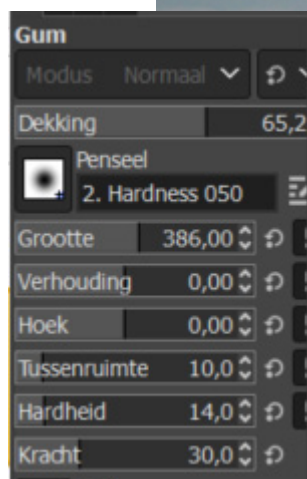 Gum
Modus Normaal
Dekking 65,2
Penseel
2. Hardness 050
Grootte 386,00
Verhouding 0,00
Hoek 0,00
Tussenruimte 10,0
Hardheid 14,0
Kracht 30,0